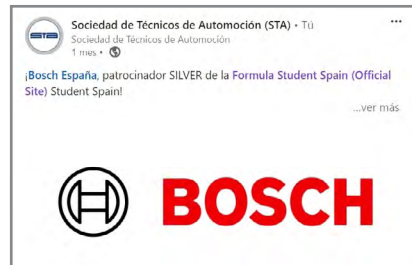 STA
Sociedad de Técnicos de Automoción (STA) • Tú
Sociedad de Técnicos de Automoción
1 mes •
¡Bosch España, patrocinador SILVER de la Formula Student Spain (Official
Site) Student Spain!
...ver más
BOSCH